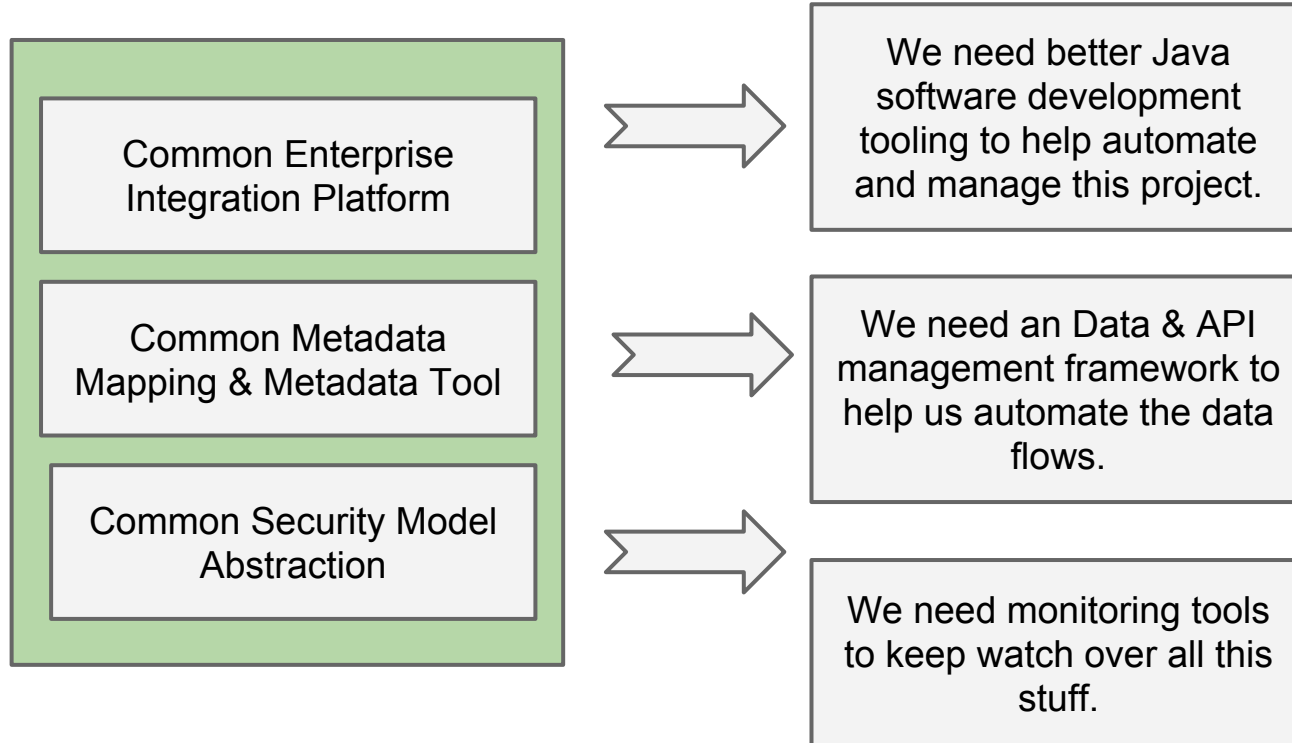 Common Enterprise
Integration Platform
Common Metadata
Mapping & Metadata Tool
Common Security Model
Abstraction
We need better Java
software development
tooling to help automate
and manage this project.
We need an Data & API
management framework to
help us automate the data
flows.
We need monitoring tools
to keep watch over all this
stuff.